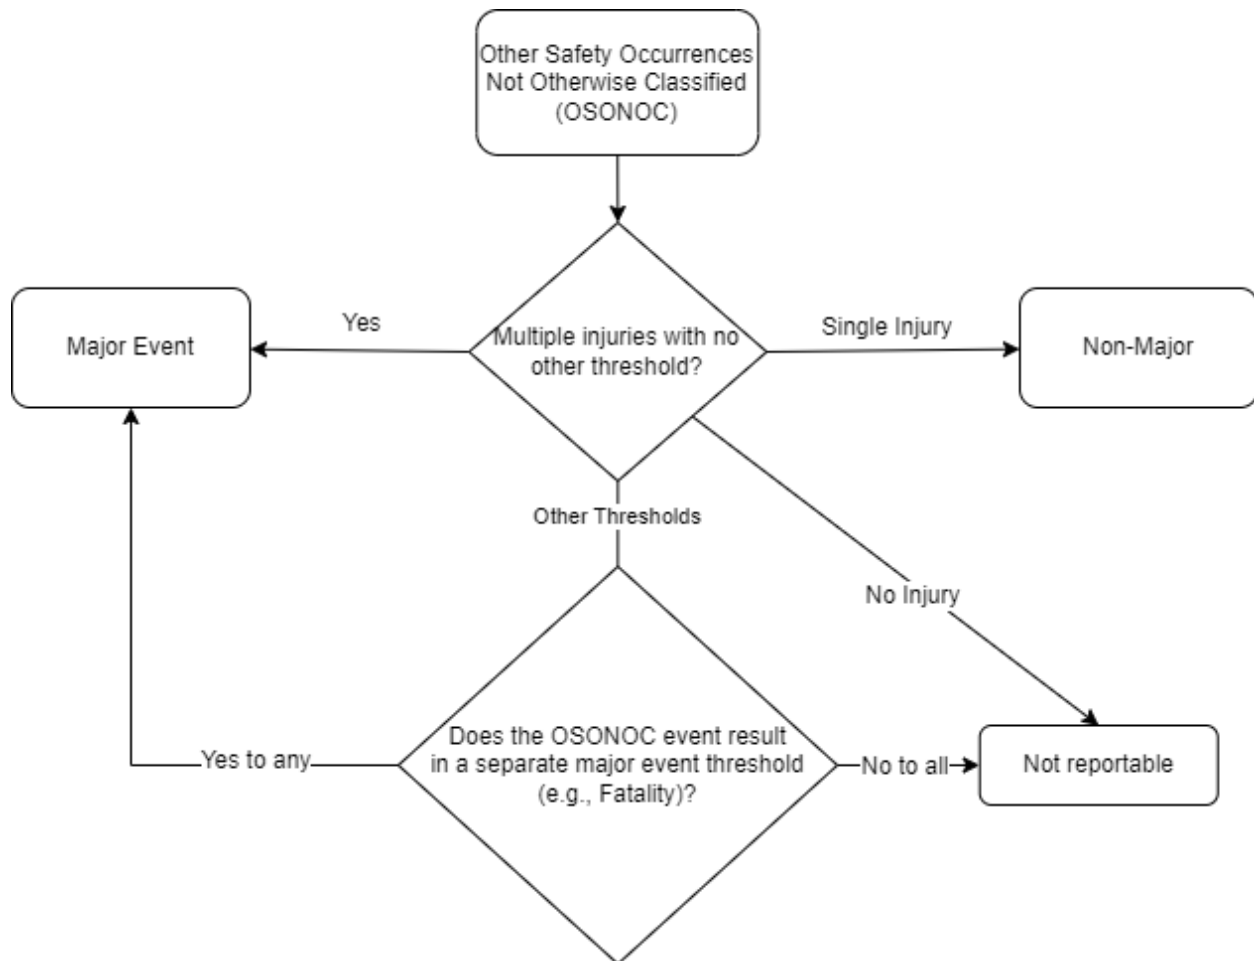 Other Safety Occurrences
Not Otherwise Classified
(OSONOC)
Yes
Single Injury
Major Event
Multiple injuries with no
other threshold?
Non-Major
Other Thresholds
No Injury
Does the OSONOC event result
in a separate major event threshold
(e.g., Fatality)?
Yes to any
No to all
Not reportable